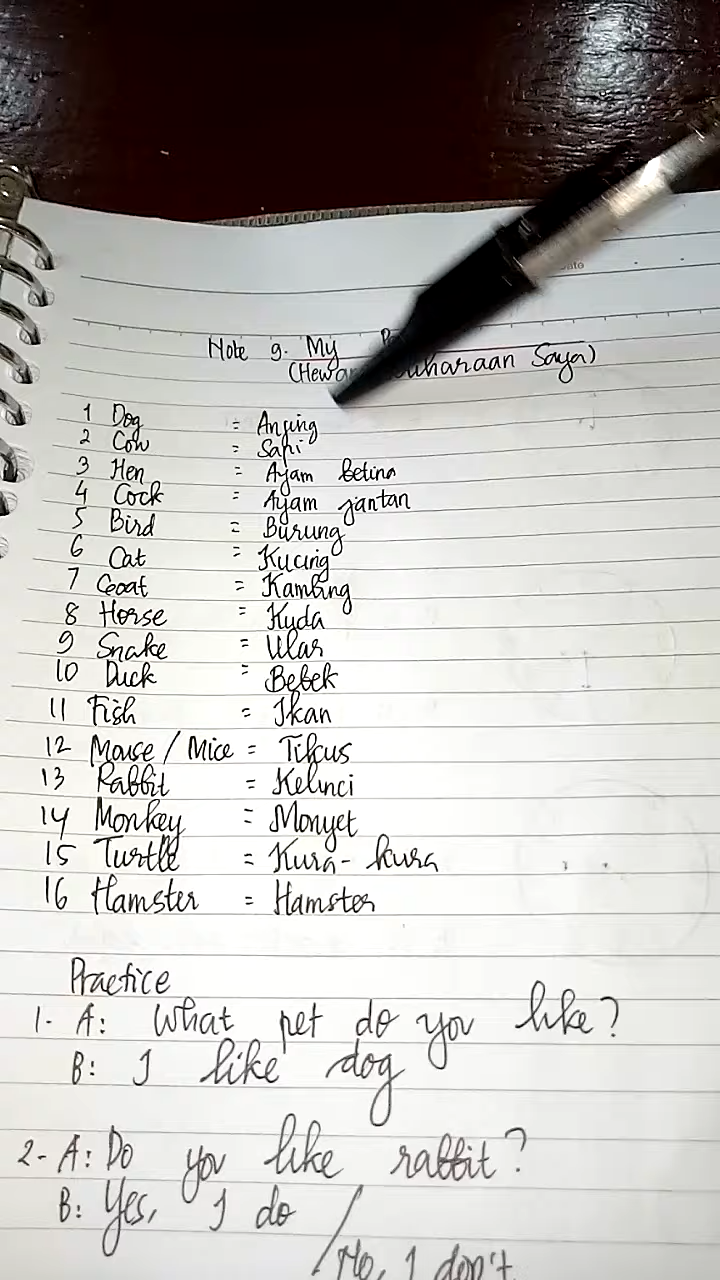 Note 9. My
(Hewan uharaan Saya)
1 Dog = Anjing
2 Cow = Sapi
3 Hen = Ayam betina
4 Cock = Ayam jantan
5 Bird = Burung
6 Cat = Kucing
7 Goat = Kambing
8 Horse = Kuda
9 Snake = Ular
10 Duck = Bebek
11 Fish = Ikan
12 Mouse / Mice = Tikus
13 Rabbit = Kelinci
14 Monkey = Monyet
15 Turtle = Kura-kura
16 Hamster = Hamster
Practice
1- A: What pet do you like?
B: I like dog
2- A: Do you like rabbit?
B: Yes, I do
/ No, I don't